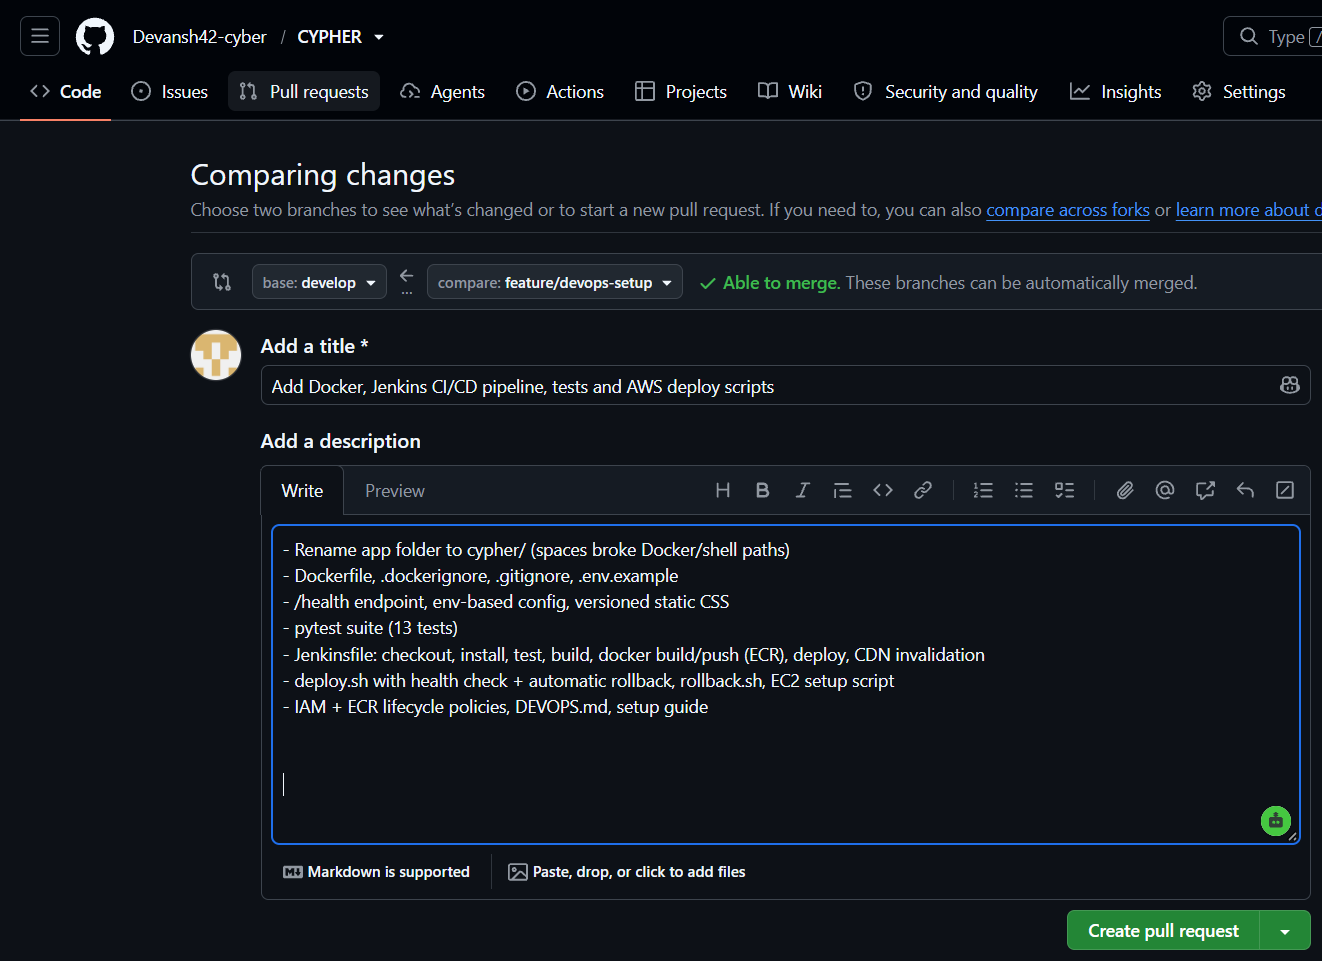 Devansh42-cyber / CYPHER
Type /
Code
Issues
Pull requests
Agents
Actions
Projects
Wiki
Security and quality
Insights
Settings
Comparing changes
Choose two branches to see what's changed or to start a new pull request. If you need to, you can also compare across forks or learn more about
base: develop
compare: feature/devops-setup
Able to merge. These branches can be automatically merged.
Add a title *
Add Docker, Jenkins CI/CD pipeline, tests and AWS deploy scripts
Add a description
Write
Preview
- Rename app folder to cypher/ (spaces broke Docker/shell paths)
- Dockerfile, .dockerignore, .gitignore, .env.example
- /health endpoint, env-based config, versioned static CSS
- pytest suite (13 tests)
- Jenkinsfile: checkout, install, test, build, docker build/push (ECR), deploy, CDN invalidation
- deploy.sh with health check + automatic rollback, rollback.sh, EC2 setup script
- IAM + ECR lifecycle policies, DEVOPS.md, setup guide
Markdown is supported
Paste, drop, or click to add files
Create pull request